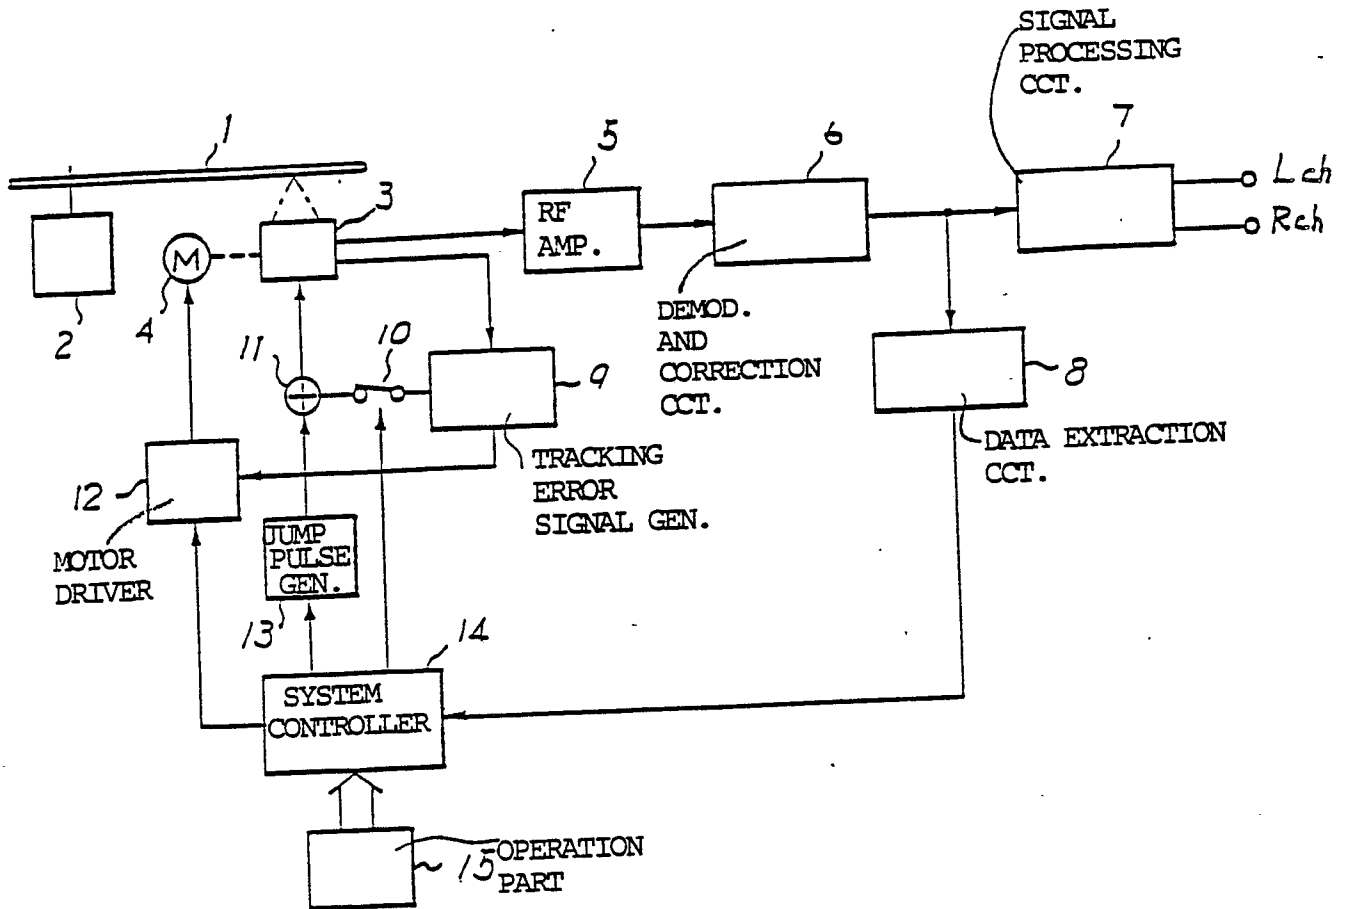 SIGNAL
PROCESSING
CCT.
1
5
6
7
3
RF
AMP.
Lch
Rch
M
2
4
11
10
9
8
DEMOD.
AND
CORRECTION
CCT.
DATA EXTRACTION
CCT.
12
TRACKING
ERROR
SIGNAL GEN.
MOTOR
DRIVER
JUMP
PULSE
GEN.
13
14
SYSTEM
CONTROLLER
15
OPERATION
PART